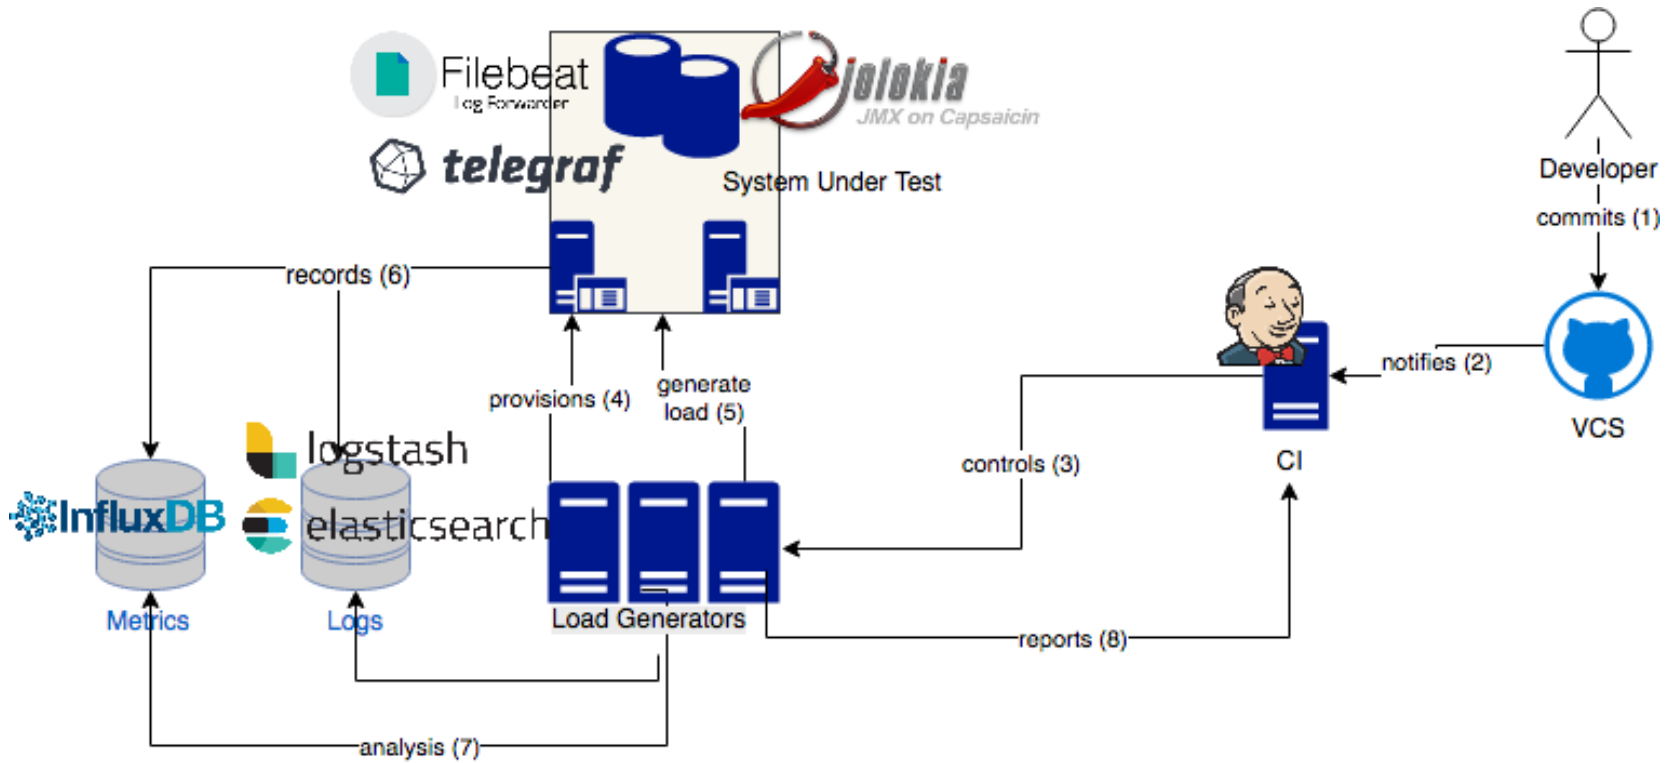 Filebeat
Log Forwarder
telegraf
jolokia
JMX on Capsaicin
System Under Test
Developer
commits (1)
records (6)
notifies (2)
provisions (4)
generate
load (5)
VCS
logstash
controls (3)
CI
InfluxDB
elasticsearch
Metrics
Logs
Load Generators
reports (8)
analysis (7)